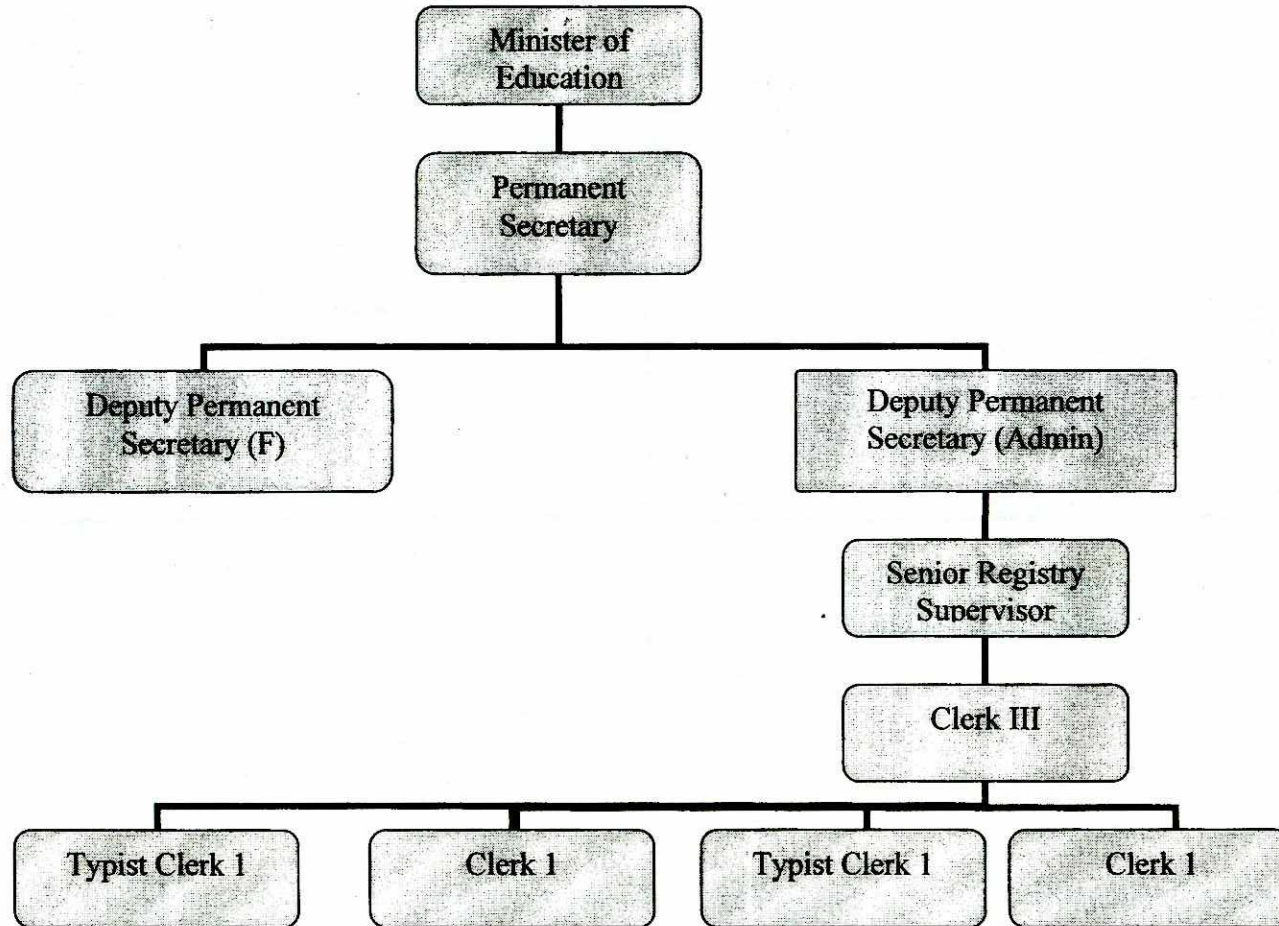 Minister of
Education
Permanent
Secretary
Deputy Permanent
Secretary (F)
Deputy Permanent
Secretary (Admin)
Senior Registry
Supervisor
Clerk III
Typist Clerk 1
Clerk 1
Typist Clerk 1
Clerk 1